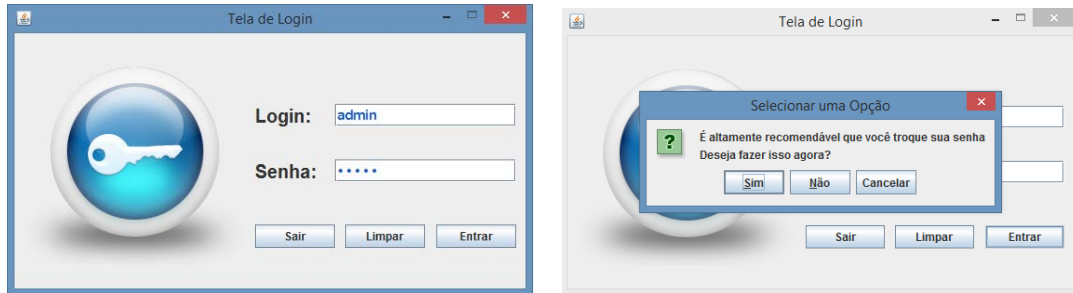 Tela de Login
Login:
admin
Senha:
•••••
Sair
Limpar
Entrar
Tela de Login
Selecionar uma Opção
?
É altamente recomendável que você troque sua senha
Deseja fazer isso agora?
Sim
Não
Cancelar
Sair
Limpar
Entrar